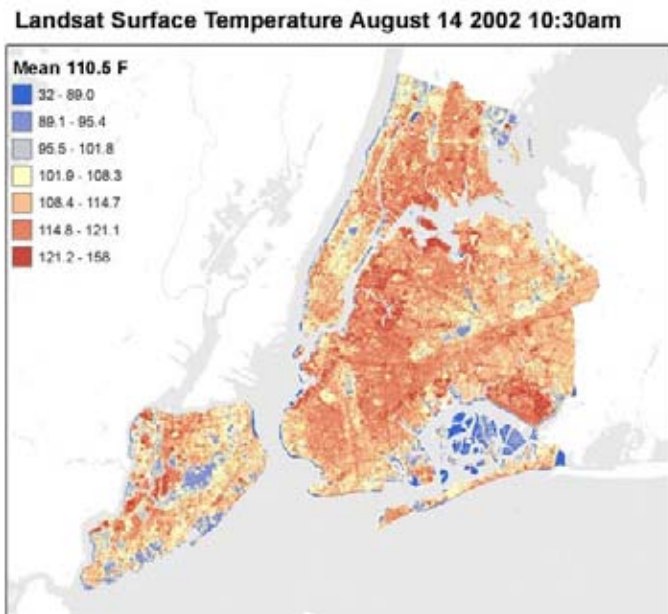 Landsat Surface Temperature August 14 2002 10:30am
Mean 110.5 F
32 - 89.0
89.1 - 95.4
95.5 - 101.8
101.9 - 108.3
108.4 - 114.7
114.8 - 121.1
121.2 - 158